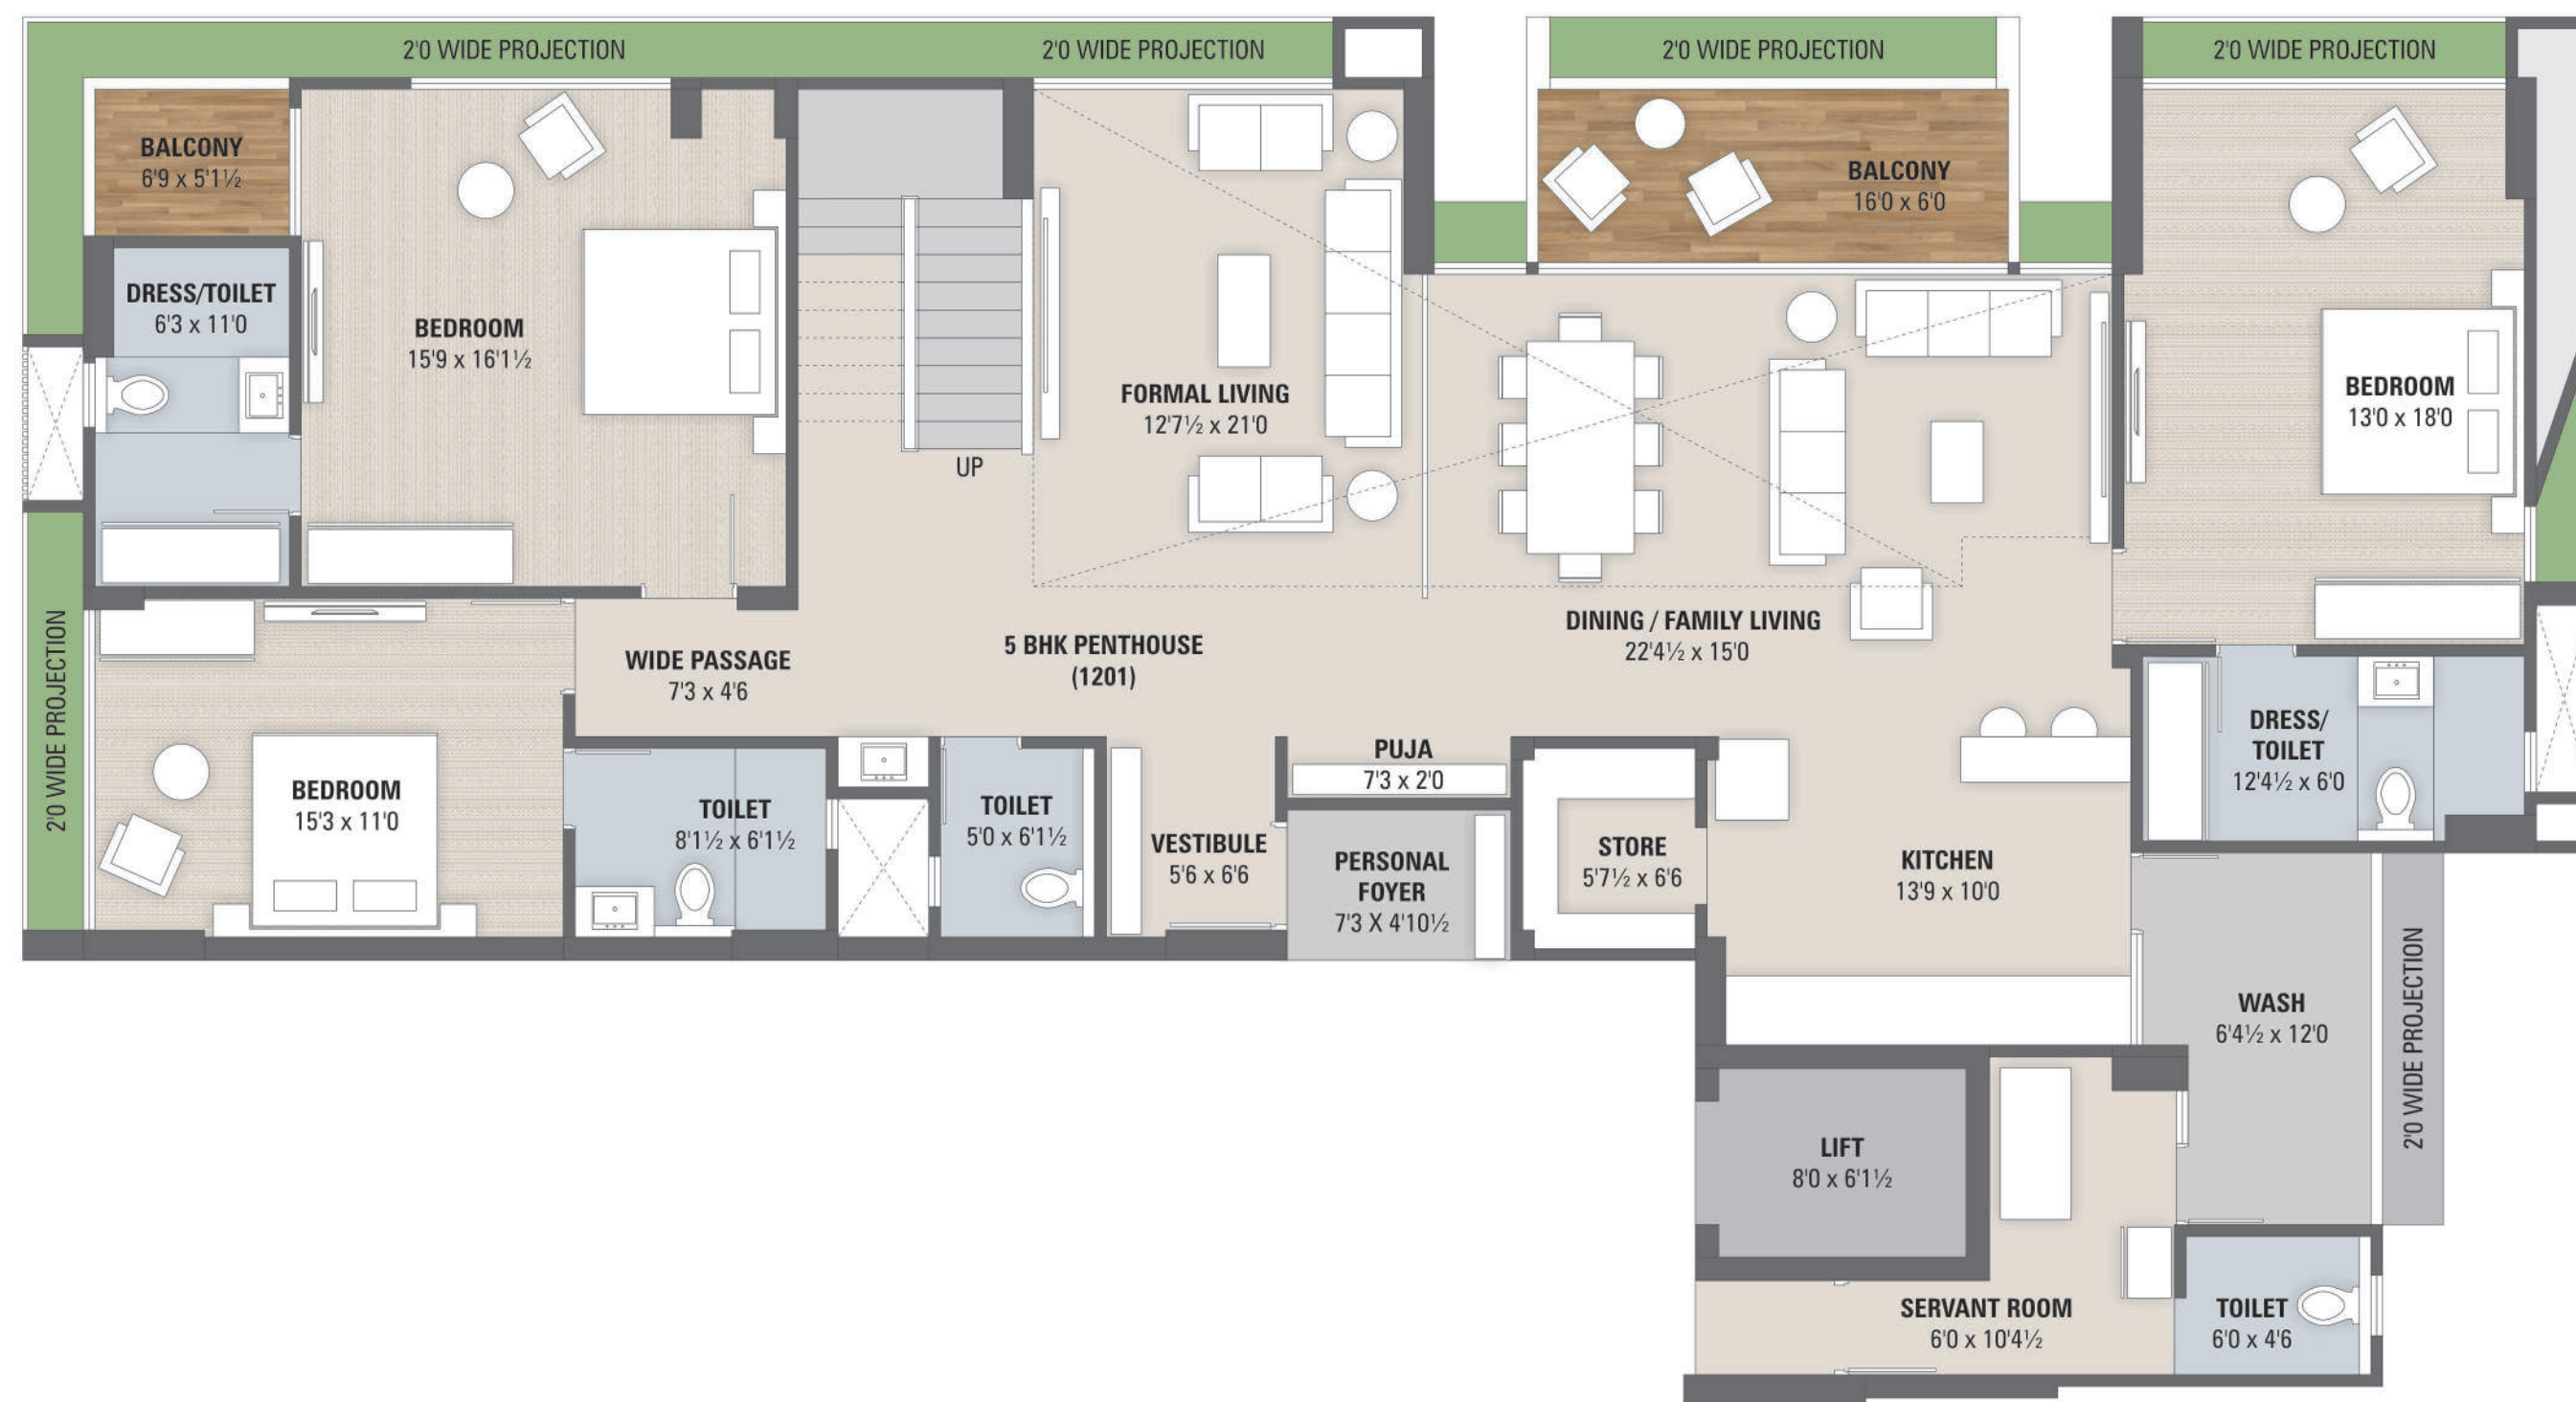 2'0 WIDE PROJECTION
2'0 WIDE PROJECTION
2'0 WIDE PROJECTION
2'0 WIDE PROJECTION
BALCONY
6'9 x 5'1½
BALCONY
16'0 x 6'0
DRESS/TOILET
6'3 x 11'0
BEDROOM
15'9 x 16'1½
FORMAL LIVING
12'7½ x 21'0
BEDROOM
13'0 x 18'0
UP
2'0 WIDE PROJECTION
WIDE PASSAGE
7'3 x 4'6
5 BHK PENTHOUSE
(1201)
DINING / FAMILY LIVING
22'4½ x 15'0
BEDROOM
15'3 x 11'0
TOILET
8'1½ x 6'1½
TOILET
5'0 x 6'1½
VESTIBULE
5'6 x 6'6
PUJA
7'3 x 2'0
PERSONAL
FOYER
7'3 X 4'10½
STORE
5'7½ x 6'6
KITCHEN
13'9 x 10'0
DRESS/
TOILET
12'4½ x 6'0
WASH
6'4½ x 12'0
2'0 WIDE PROJECTION
LIFT
8'0 x 6'1½
SERVANT ROOM
6'0 x 10'4½
TOILET
6'0 x 4'6